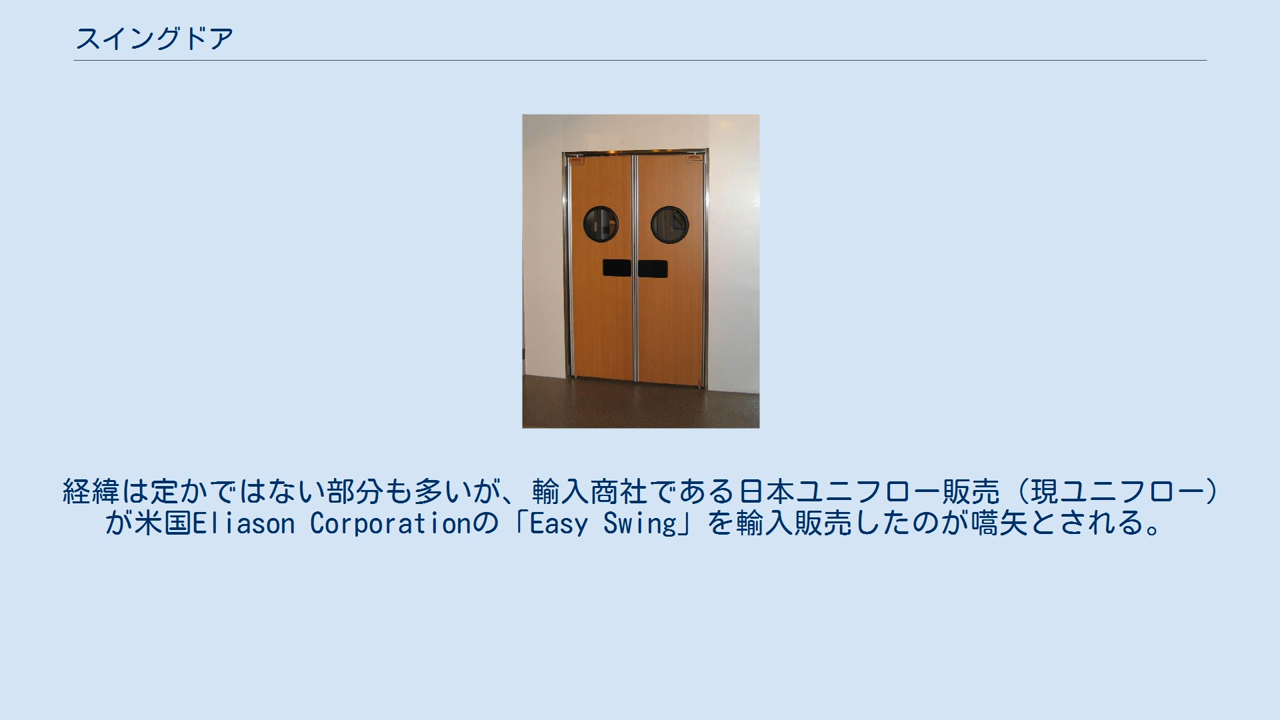 スイングドア
経緯は定かではない部分も多いが、輸入商社である日本ユニフロー販売（現ユニフロー）
が米国Eliason Corporationの「Easy Swing」を輸入販売したのが嚆矢とされる。